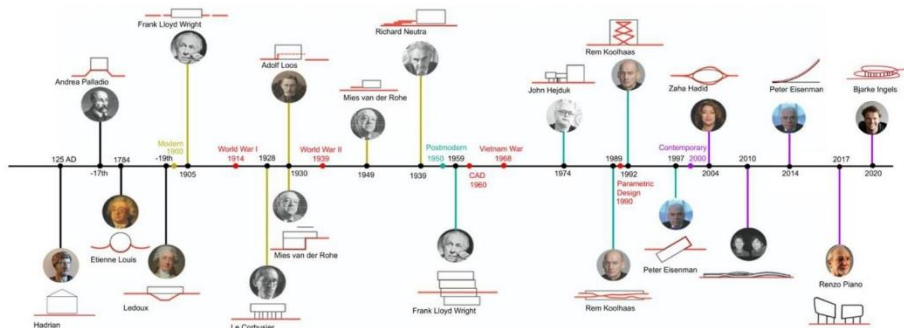 Frank Lloyd Wright
Richard Neutra
Rem Koolhaas
Adolf Loos
Andrea Palladio
Mies van der Rohe
John Hejduk
Zaha Hadid
Peter Eisenman
Bjarke Ingels
Modern
1900
World War I
1914
World War II
1939
Postmodern
1950
Vietnam War
1968
Contemporary
2000
125 AD
-17th
1784
-19th
1905
1928
1930
1949
1939
1959
CAD
1960
1974
1989
1992
Parametric
Design
1990
1997
2004
2010
2014
2017
2020
Etienne Louis
Mies van der Rohe
Peter Eisenman
Hadrian
Ledoux
Le Corbusier
Frank Lloyd Wright
Rem Koolhaas
Renzo Piano